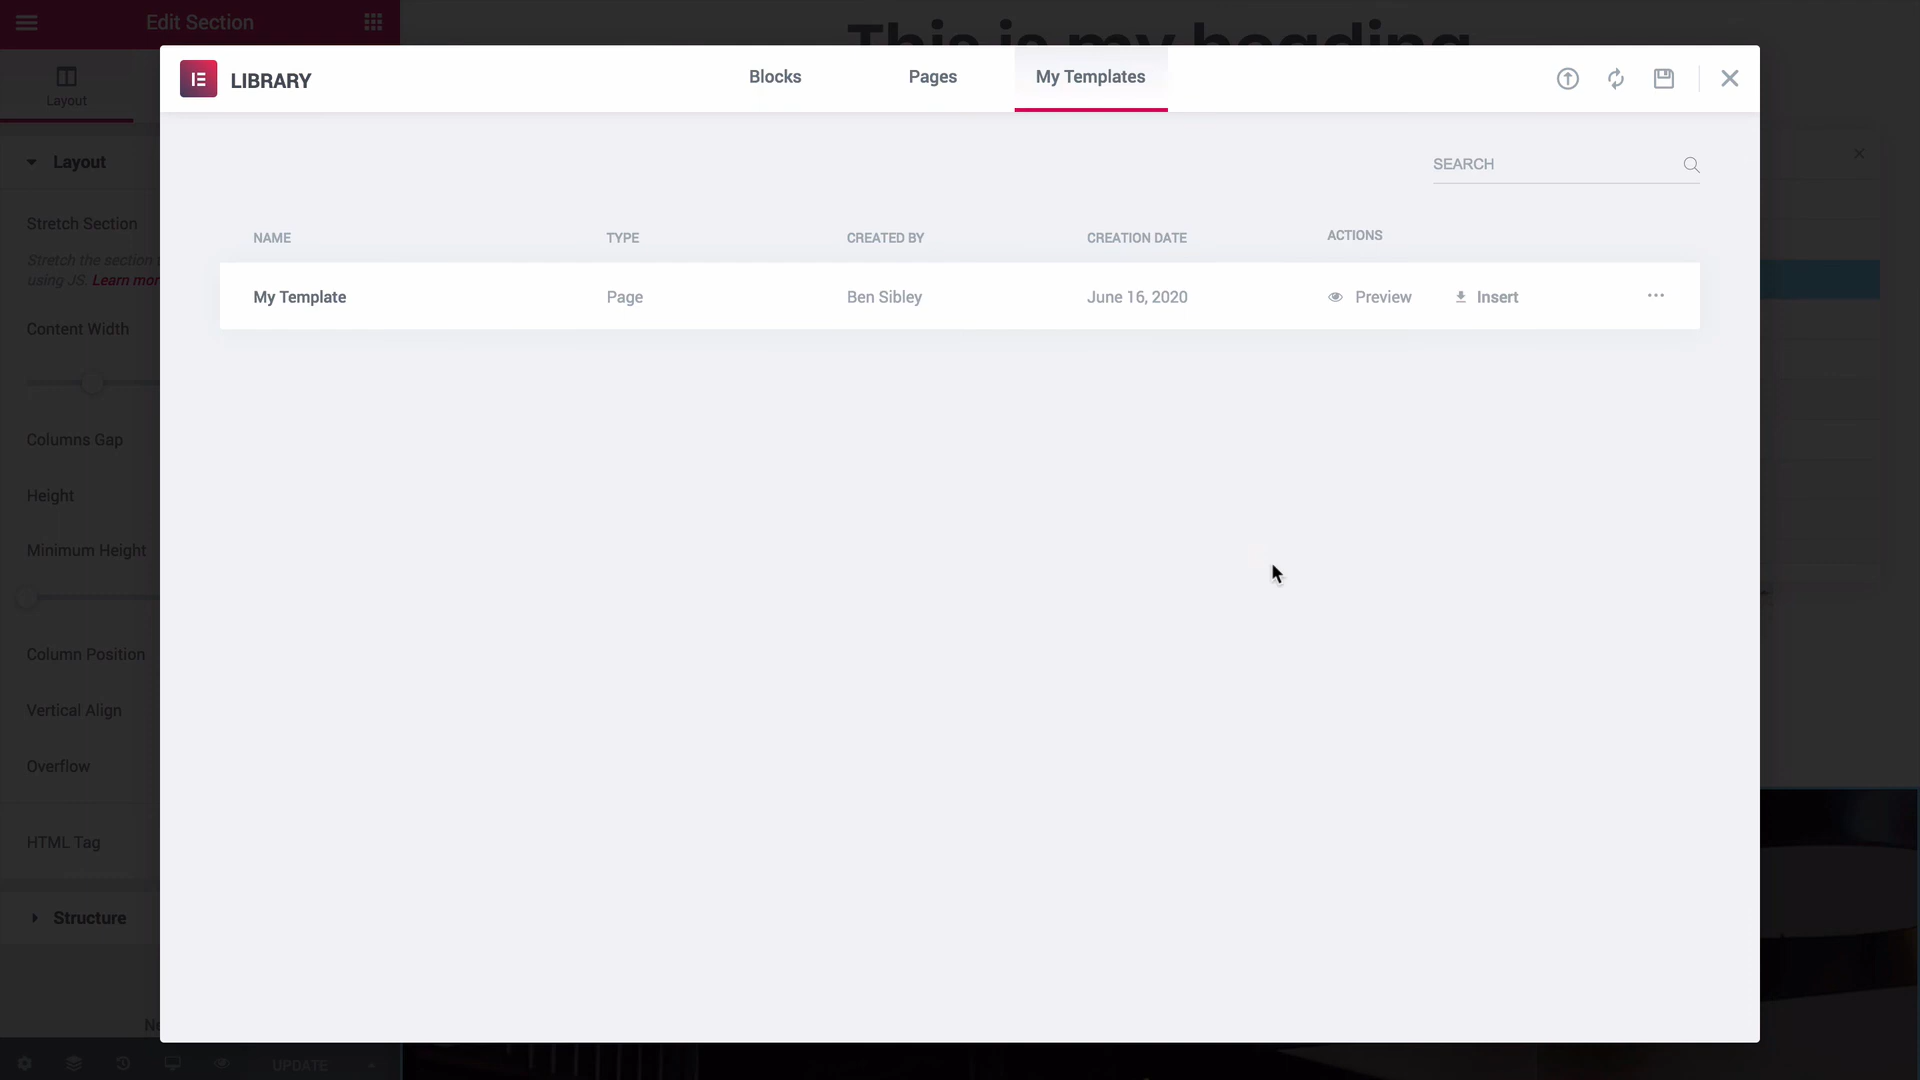 Edit Section
This is my heading
LIBRARY
Blocks
Pages
My Templates
Layout
Layout
SEARCH
Stretch Section
NAME
TYPE
CREATED BY
CREATION DATE
ACTIONS
Stretch the section
using JS. Learn mor
My Template
Page
Ben Sibley
June 16, 2020
Preview
Insert
Content Width
Columns Gap
Height
Minimum Height
Column Position
Vertical Align
Overflow
HTML Tag
Structure
Ne
UPDATE